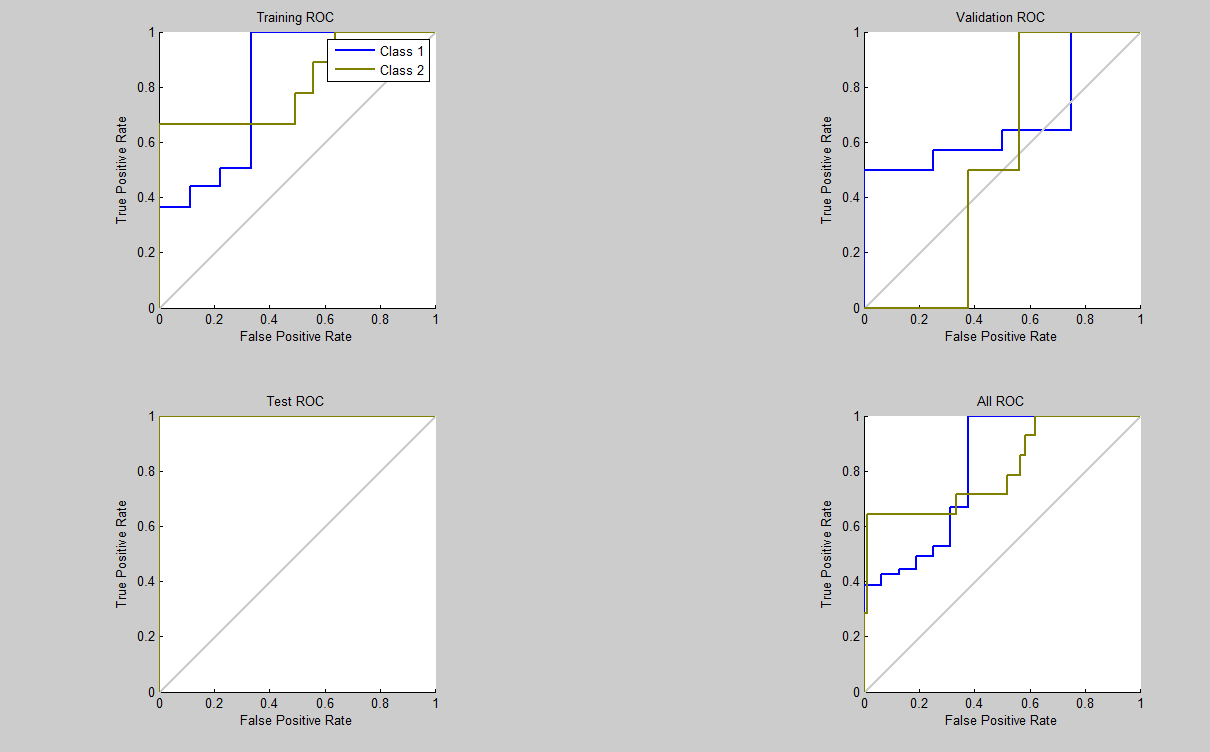 Training ROC
1
0.8
0.6
0.4
0.2
0
True Positive Rate
Class 1
Class 2
0 0.2 0.4 0.6 0.8 1
False Positive Rate
Validation ROC
1
0.8
0.6
0.4
0.2
0
True Positive Rate
0 0.2 0.4 0.6 0.8 1
False Positive Rate
Test ROC
1
0.8
0.6
0.4
0.2
0
True Positive Rate
0 0.2 0.4 0.6 0.8 1
False Positive Rate
All ROC
1
0.8
0.6
0.4
0.2
0
True Positive Rate
0 0.2 0.4 0.6 0.8 1
False Positive Rate